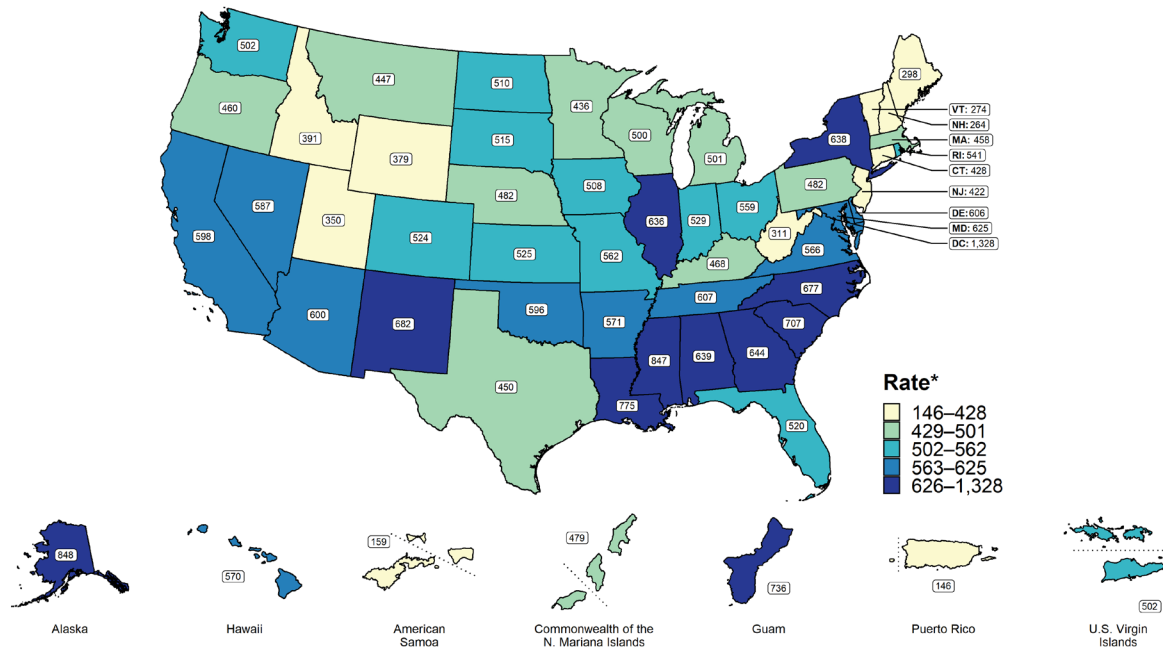 502
447
510
436
298
460
391
379
515
500
501
638
VT: 274
NH: 264
MA: 458
RI: 541
CT: 428
NJ: 422
DE: 606
MD: 625
DC: 1,328
482
508
482
587
350
524
636
529
559
311
566
598
525
562
468
600
682
596
571
607
677
707
450
847
639
644
775
520
Rate*
146–428
429–501
502–562
563–625
626–1,328
848
570
159
479
736
146
502
Alaska
Hawaii
American
Samoa
Commonwealth of the
N. Mariana Islands
Guam
Puerto Rico
U.S. Virgin
Islands